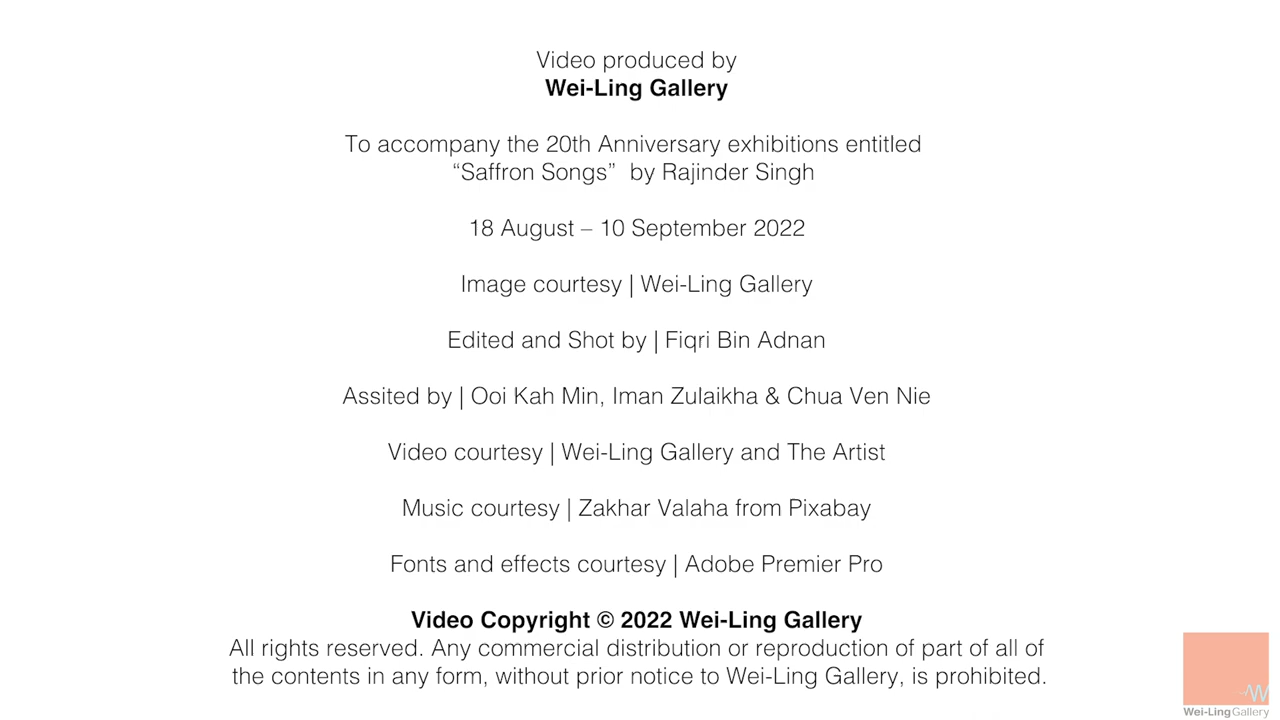 Video produced by
Wei-Ling Gallery
To accompany the 20th Anniversary exhibitions entitled
“Saffron Songs”  by Rajinder Singh
18 August – 10 September 2022
Image courtesy | Wei-Ling Gallery
Edited and Shot by | Fiqri Bin Adnan
Assited by | Ooi Kah Min, Iman Zulaikha & Chua Ven Nie
Video courtesy | Wei-Ling Gallery and The Artist
Music courtesy | Zakhar Valaha from Pixabay
Fonts and effects courtesy | Adobe Premier Pro
Video Copyright © 2022 Wei-Ling Gallery
All rights reserved. Any commercial distribution or reproduction of part of all of
the contents in any form, without prior notice to Wei-Ling Gallery, is prohibited.
W
Wei-Ling Gallery